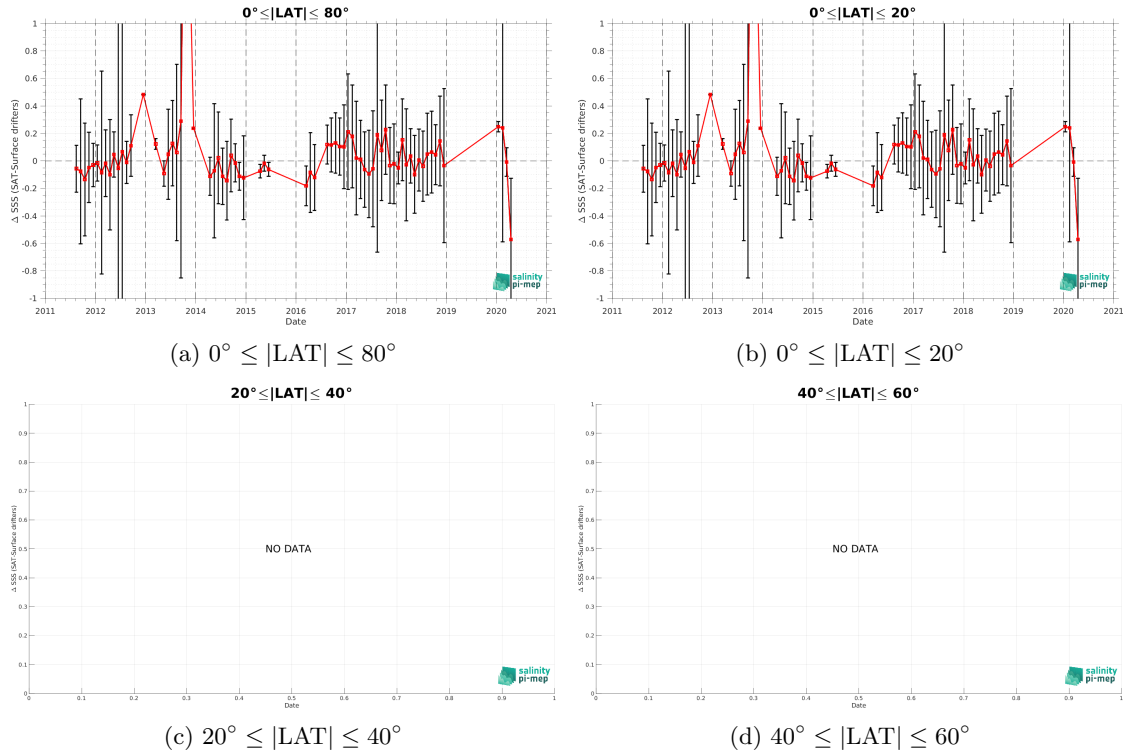 0°≤|LAT|≤ 80°
Δ SSS (SAT-Surface drifters)
1
0.8
0.6
0.4
0.2
0
-0.2
-0.4
-0.6
-0.8
-1
2011 2012 2013 2014 2015 2016 2017 2018 2019 2020 2021
Date
salinity
pi-mep
(a) 0° ≤ |LAT| ≤ 80°
0°≤|LAT|≤ 20°
Δ SSS (SAT-Surface drifters)
1
0.8
0.6
0.4
0.2
0
-0.2
-0.4
-0.6
-0.8
-1
2011 2012 2013 2014 2015 2016 2017 2018 2019 2020 2021
Date
salinity
pi-mep
(b) 0° ≤ |LAT| ≤ 20°
20°≤|LAT|≤ 40°
Δ SSS (SAT-Surface drifters)
1
0.9
0.8
0.7
0.6
0.5
0.4
0.3
0.2
0.1
0
NO DATA
0 0.1 0.2 0.3 0.4 0.5 0.6 0.7 0.8 0.9 1
Date
salinity
pi-mep
(c) 20° ≤ |LAT| ≤ 40°
40°≤|LAT|≤ 60°
Δ SSS (SAT-Surface drifters)
1
0.9
0.8
0.7
0.6
0.5
0.4
0.3
0.2
0.1
0
NO DATA
0 0.1 0.2 0.3 0.4 0.5 0.6 0.7 0.8 0.9 1
Date
salinity
pi-mep
(d) 40° ≤ |LAT| ≤ 60°